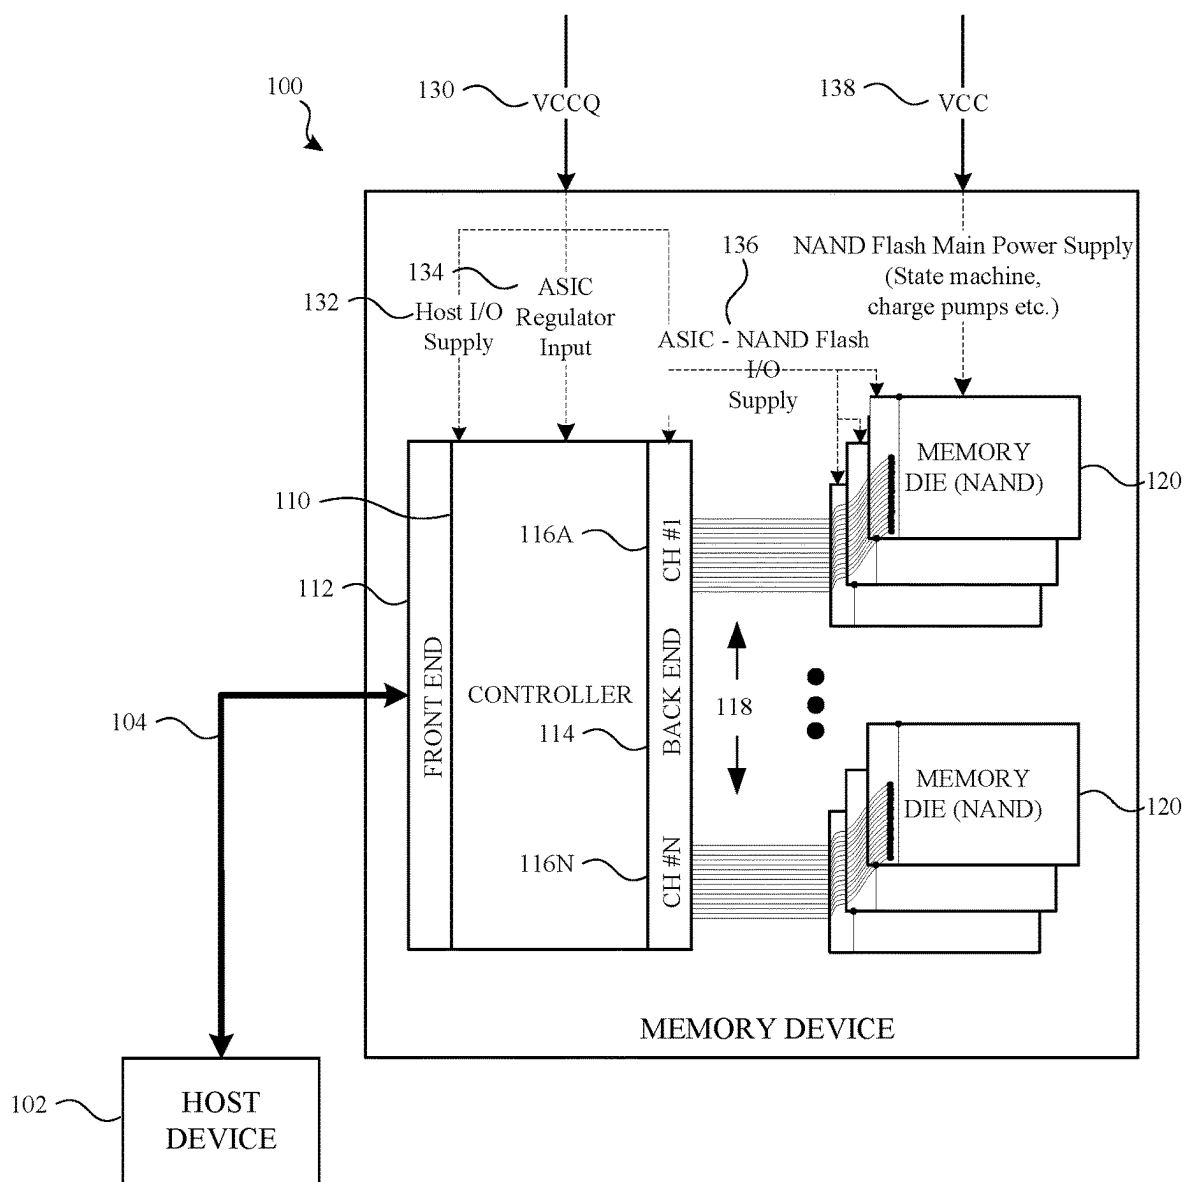 100
130
VCCQ
138
VCC
132
Host I/O
Supply
134
ASIC
Regulator
Input
136
ASIC - NAND Flash
I/O
Supply
NAND Flash Main Power Supply
(State machine,
charge pumps etc.)
110
112
116A
CH #1
MEMORY
DIE (NAND)
120
FRONT END
CONTROLLER
114
BACK END
118
104
116N
CH #N
MEMORY
DIE (NAND)
120
MEMORY DEVICE
102
HOST
DEVICE